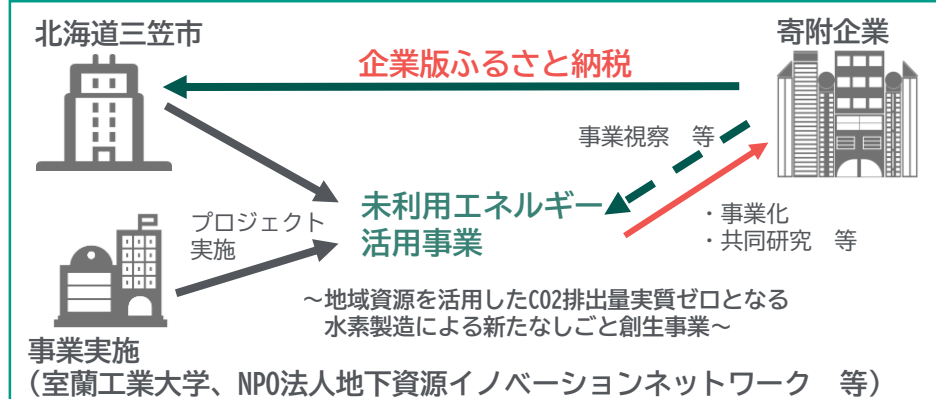 北海道三笠市
寄附企業
企業版ふるさと納税
事業視察　等
プロジェクト
実施
未利用エネルギー
活用事業
・事業化
・共同研究　等
～地域資源を活用したCO2排出量実質ゼロとなる
水素製造による新たなしごと創生事業～
事業実施
（室蘭工業大学、NPO法人地下資源イノベーションネットワーク　等）